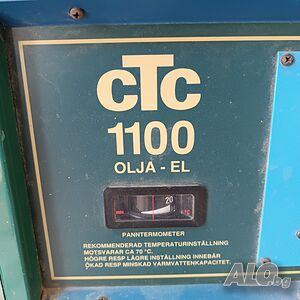 CTC
1100
OLJA - EL
20
PANNTERMOMETER
REKOMMENDERAD TEMPERATURINSTÄLLNING
MOTSVARAR CA 70 °C.
HÖGRE RESP LÄGRE INSTÄLLNING INNEBÄR
ÖKAD RESP MINSKAD VARMVATTENKAPACITET.
ALO.bg